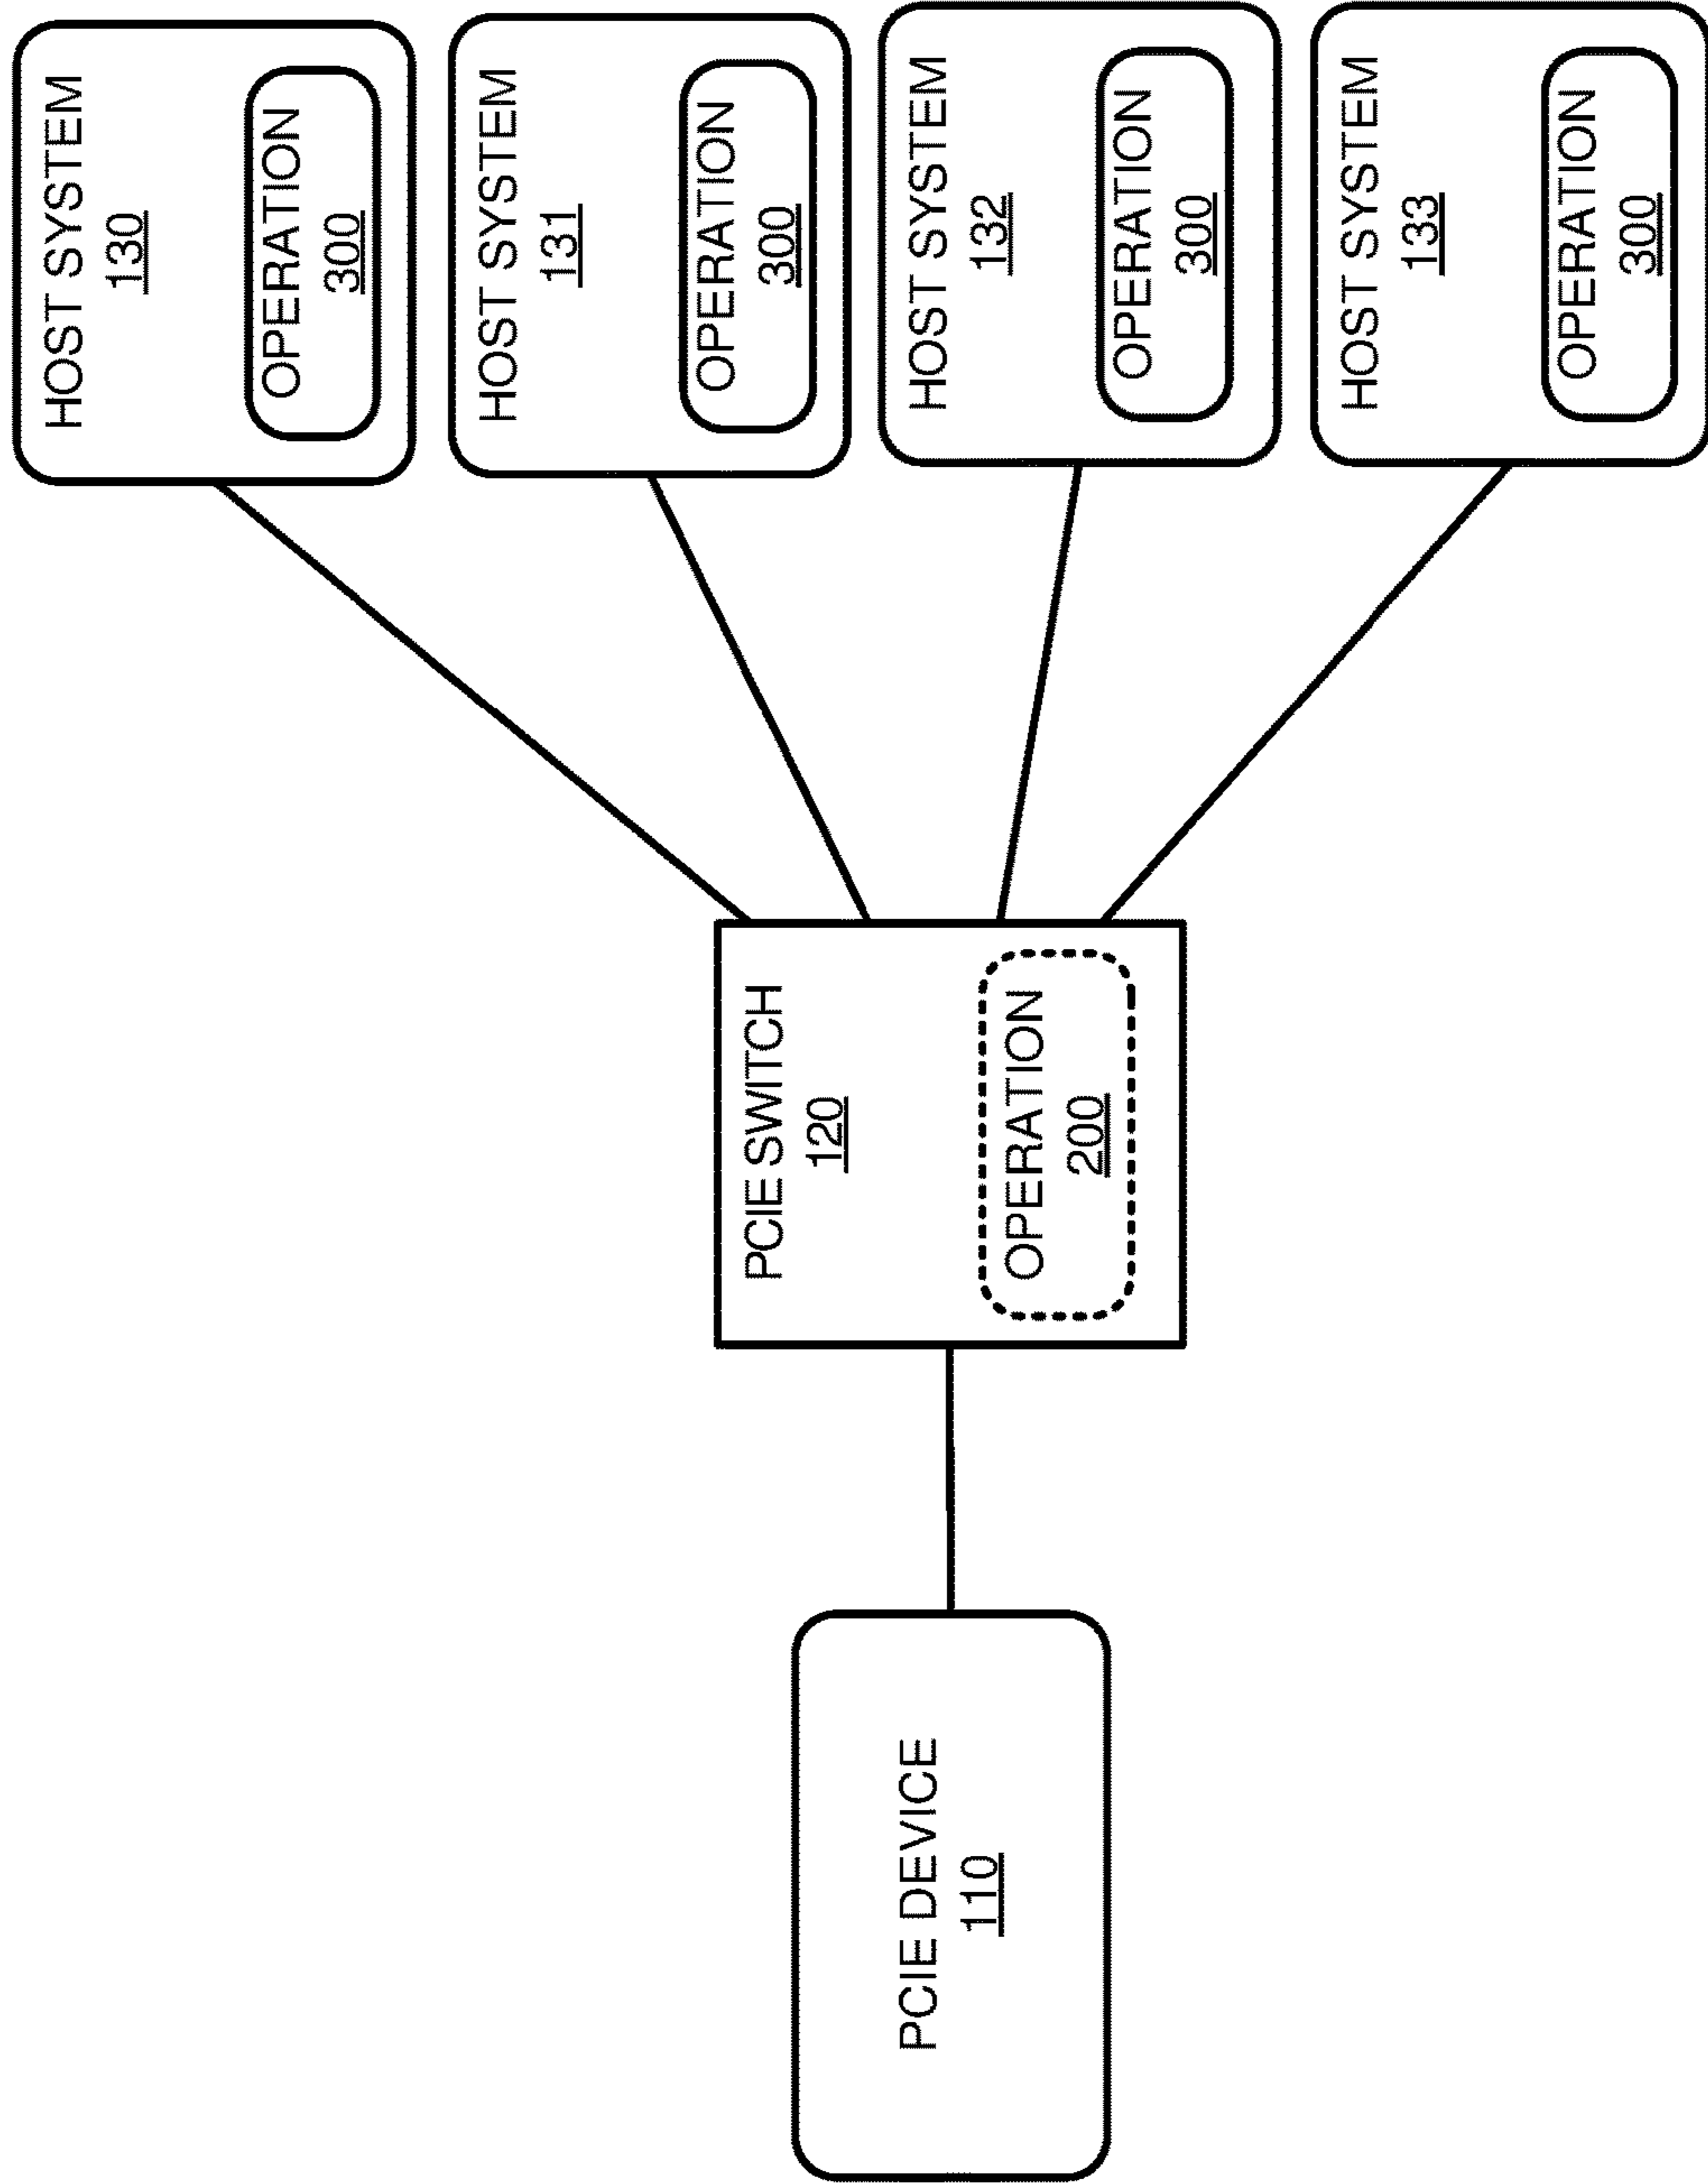 HOST SYSTEM
130
OPERATION
300
HOST SYSTEM
131
OPERATION
300
HOST SYSTEM
132
OPERATION
300
HOST SYSTEM
133
OPERATION
300
PCIE SWITCH
120
OPERATION
200
PCIE DEVICE
110